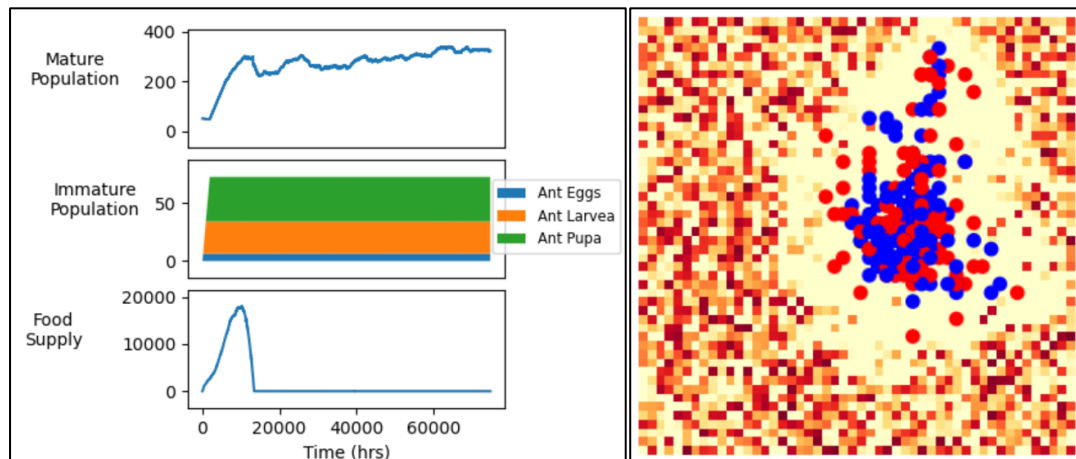 Mature
Population
400
200
0
Immature
Population
50
0
Ant Eggs
Ant Larvea
Ant Pupa
Food
Supply
20000
10000
0
0
20000
40000
60000
Time (hrs)